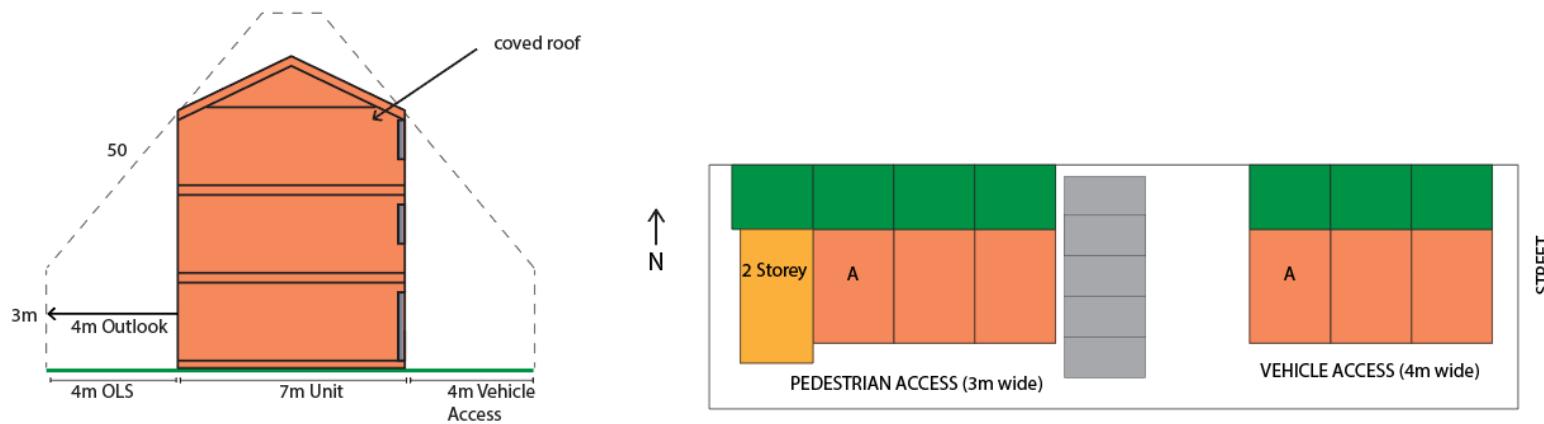 coved roof
50
3m
4m Outlook
4m OLS
7m Unit
4m Vehicle
Access
N
2 Storey
A
A
PEDESTRIAN ACCESS (3m wide)
VEHICLE ACCESS (4m wide)
STREET